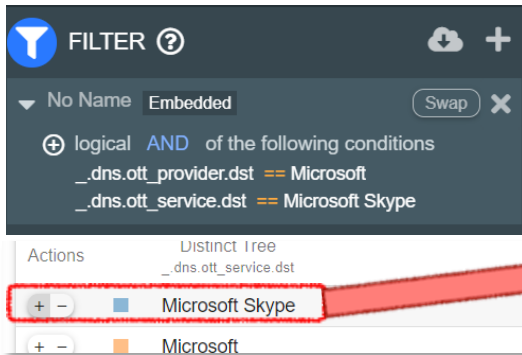 FILTER ?
No Name Embedded Swap
logical AND of the following conditions
_.dns.ott_provider.dst == Microsoft
_.dns.ott_service.dst == Microsoft Skype
Actions Distinct Tree
_.dns.ott_service.dst
+ − Microsoft Skype
+ − Microsoft